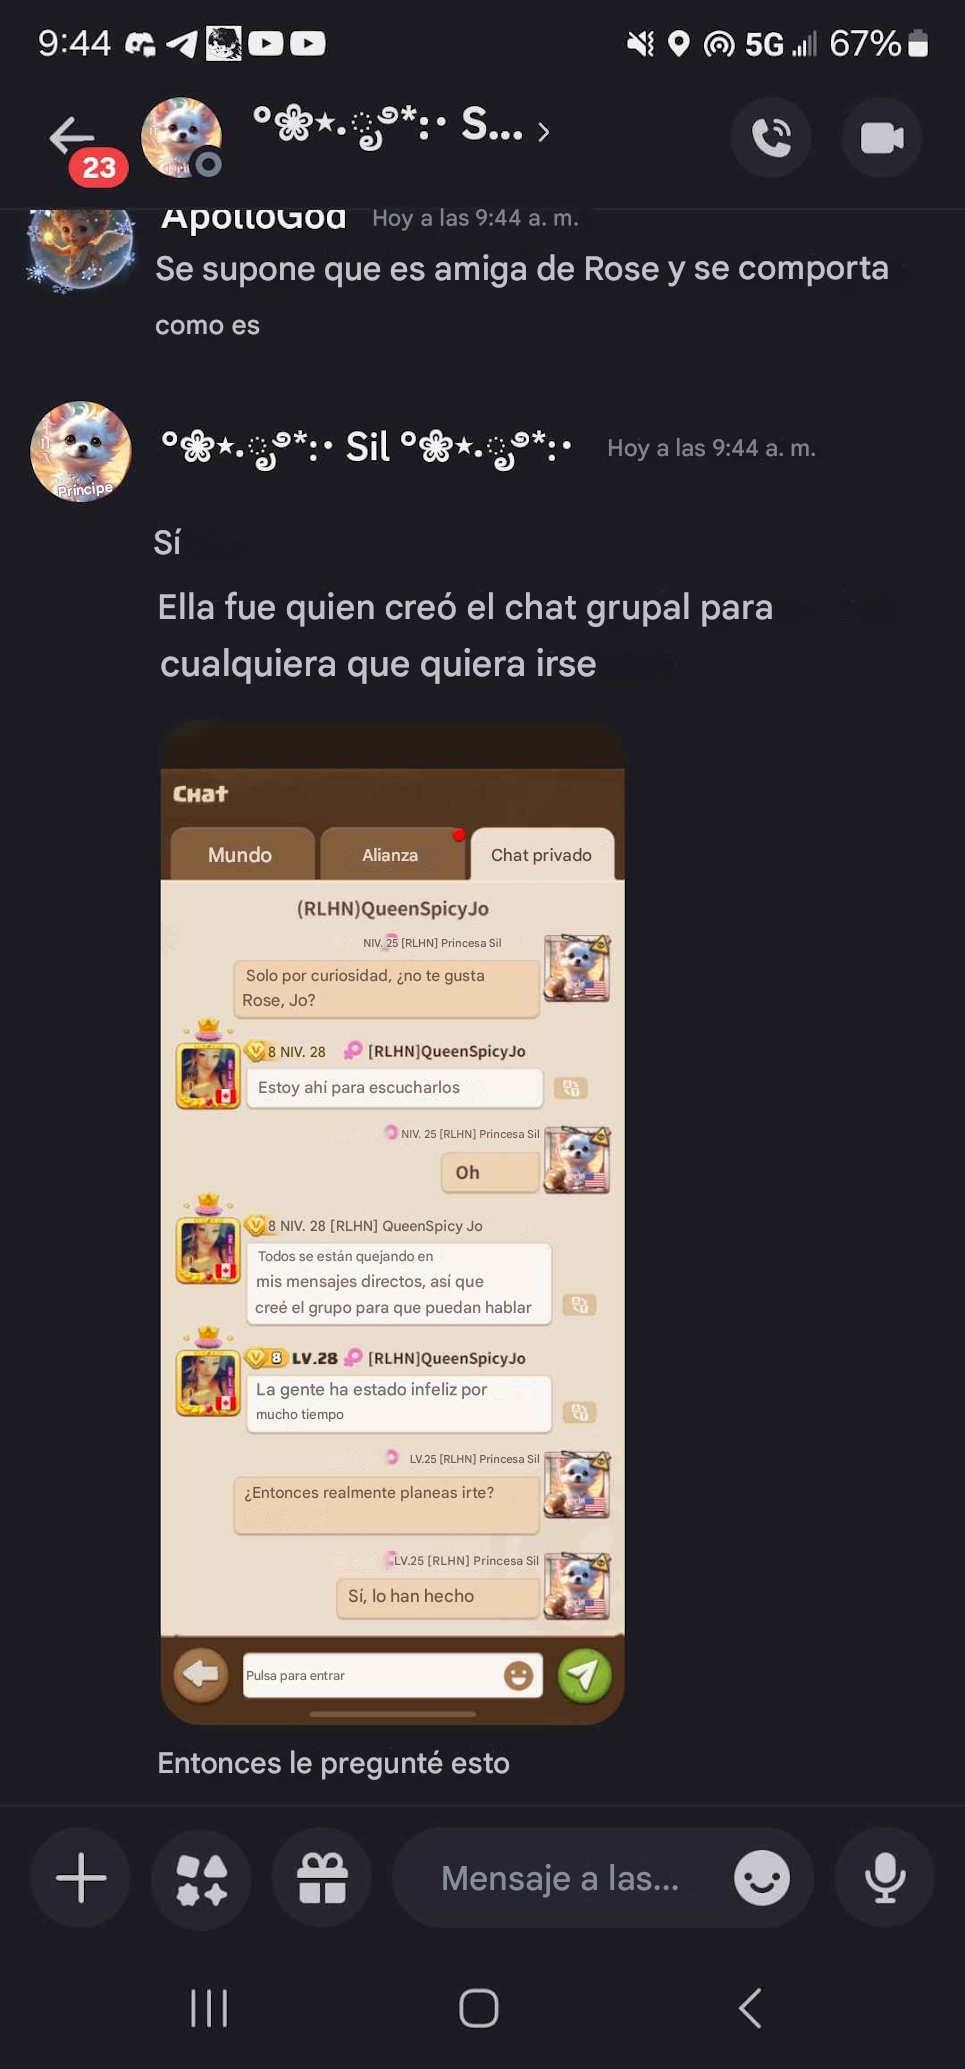 9:44
5G
67%
23
°❀⋆.ೃ࿔*:･ S...
ApolloGod Hoy a las 9:44 a. m.
Se supone que es amiga de Rose y se comporta
como es
°❀⋆.ೃ࿔*:･ Sil °❀⋆.ೃ࿔*:･ Hoy a las 9:44 a. m.
Príncipe
Sí
Ella fue quien creó el chat grupal para
cualquiera que quiera irse
Chat
Mundo Alianza Chat privado
(RLHN)QueenSpicyJo
NIV. 25 [RLHN] Princesa Sil
Solo por curiosidad, ¿no te gusta
Rose, Jo?
8 NIV. 28 [RLHN]QueenSpicyJo
Estoy ahí para escucharlos
NIV. 25 [RLHN] Princesa Sil
Oh
8 NIV. 28 [RLHN] QueenSpicy Jo
Todos se están quejando en
mis mensajes directos, así que
creé el grupo para que puedan hablar
8 LV.28 [RLHN]QueenSpicyJo
La gente ha estado infeliz por
mucho tiempo
LV.25 [RLHN] Princesa Sil
¿Entonces realmente planeas irte?
LV.25 [RLHN] Princesa Sil
Sí, lo han hecho
Pulsa para entrar
Entonces le pregunté esto
Mensaje a las...